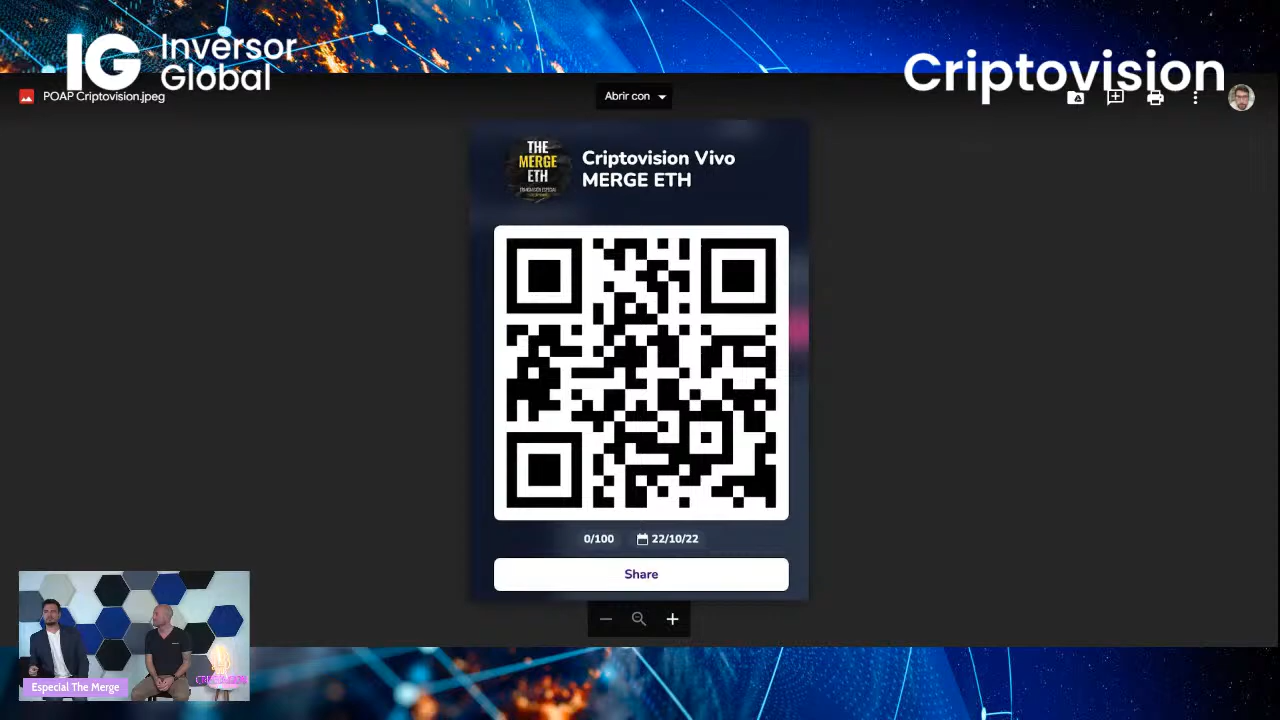 IG Inversor
Global
Criptovision
POAP Criptovision.jpeg
Abrir con
THE
MERGE
ETH
Criptovision Vivo
MERGE ETH
0/100
22/10/22
Share
Especial The Merge